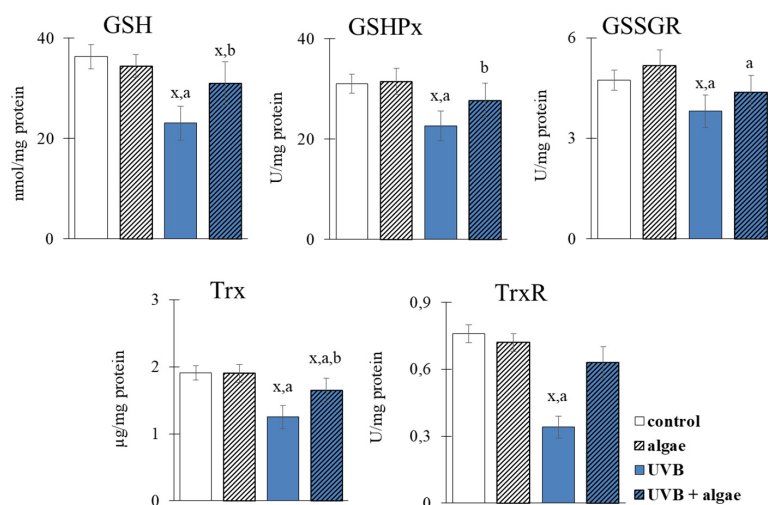 GSH
40
20
0
nmol/mg protein
x,a
x,b
GSHPx
40
20
0
U/mg protein
x,a
b
GSSGR
6
3
0
U/mg protein
x,a
a
Trx
3
2
1
0
µg/mg protein
x,a
x,a,b
TrxR
0,9
0,6
0,3
0
U/mg protein
x,a
control
algae
UVB
UVB + algae